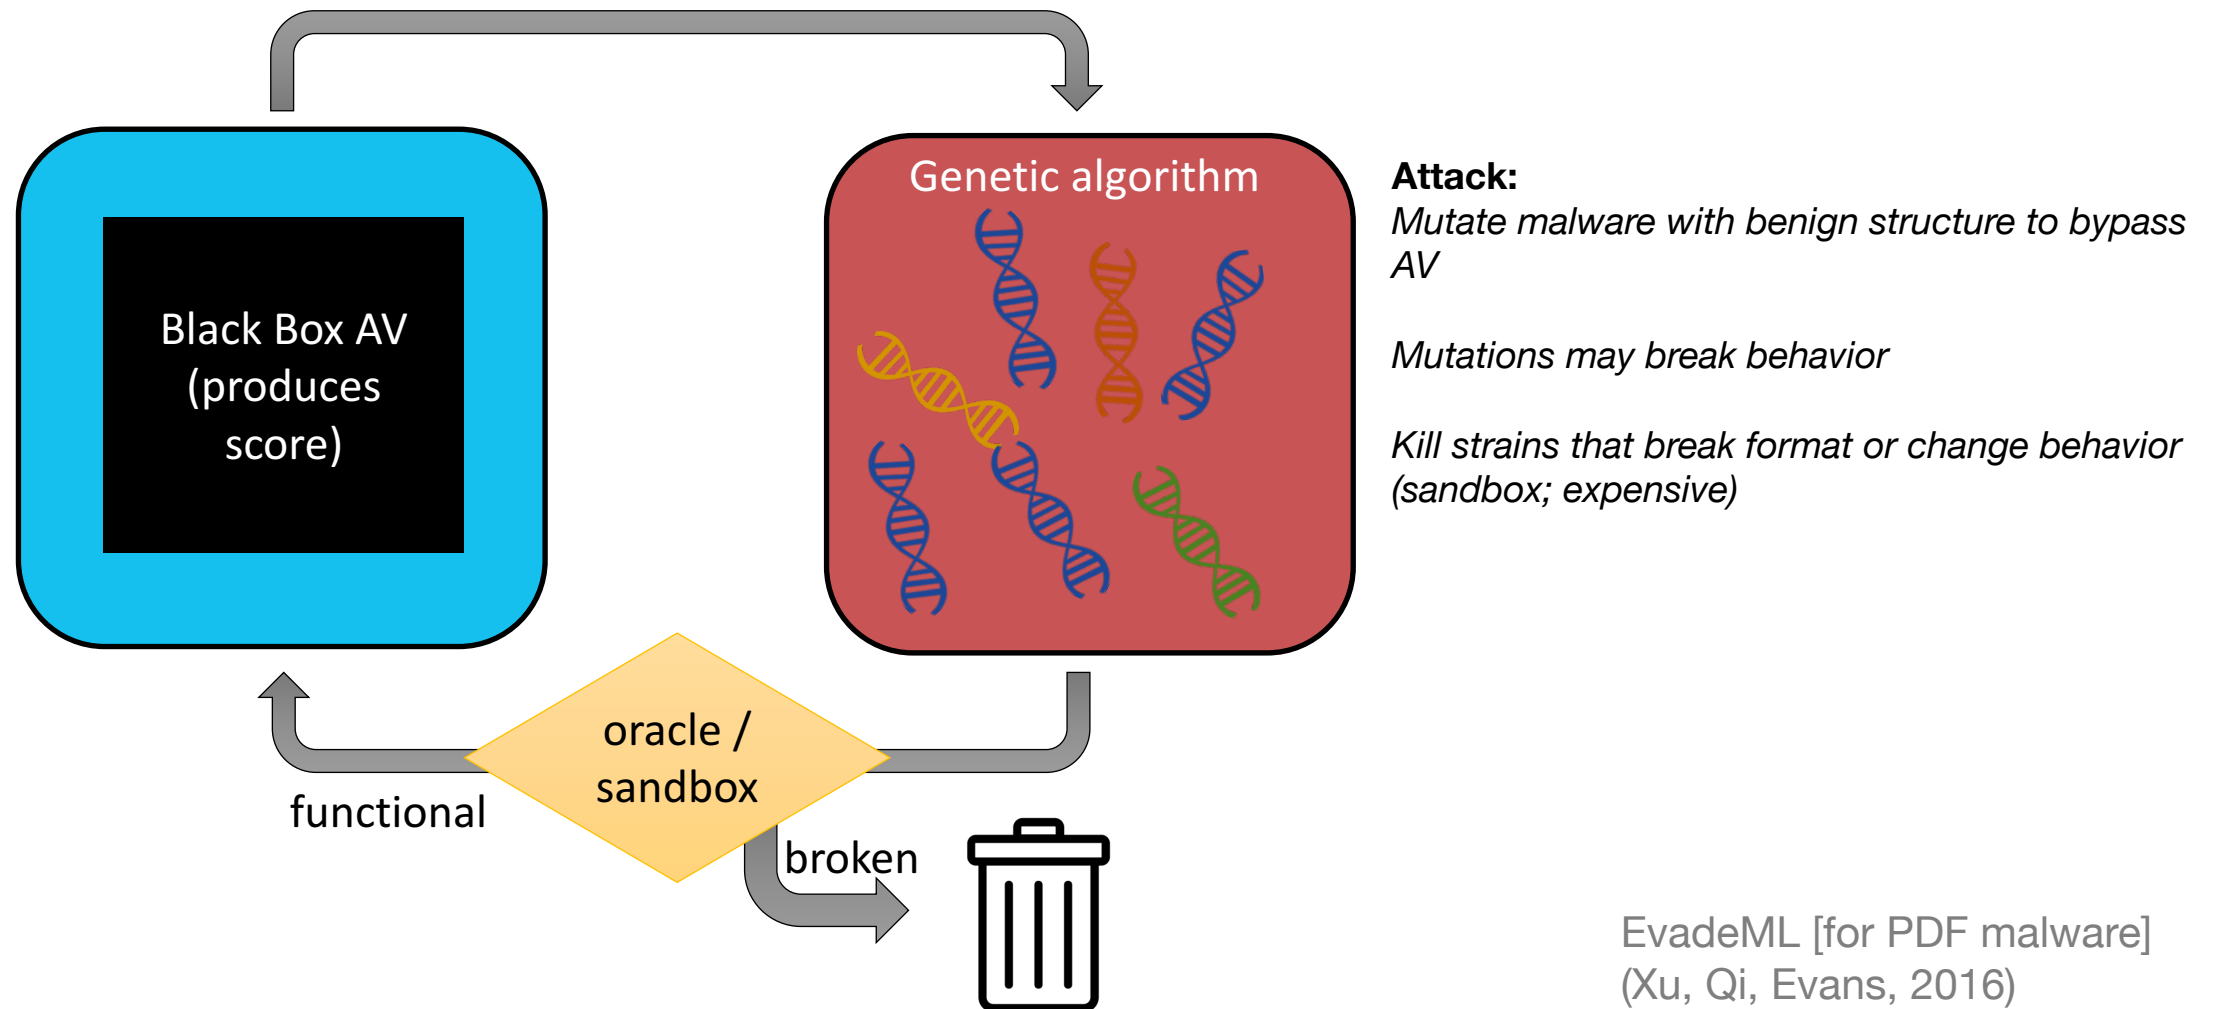 Black Box AV
(produces
score)
Genetic algorithm
Attack:
Mutate malware with benign structure to bypass
AV
Mutations may break behavior
Kill strains that break format or change behavior
(sandbox; expensive)
oracle /
sandbox
functional
broken
EvadeML [for PDF malware]
(Xu, Qi, Evans, 2016)